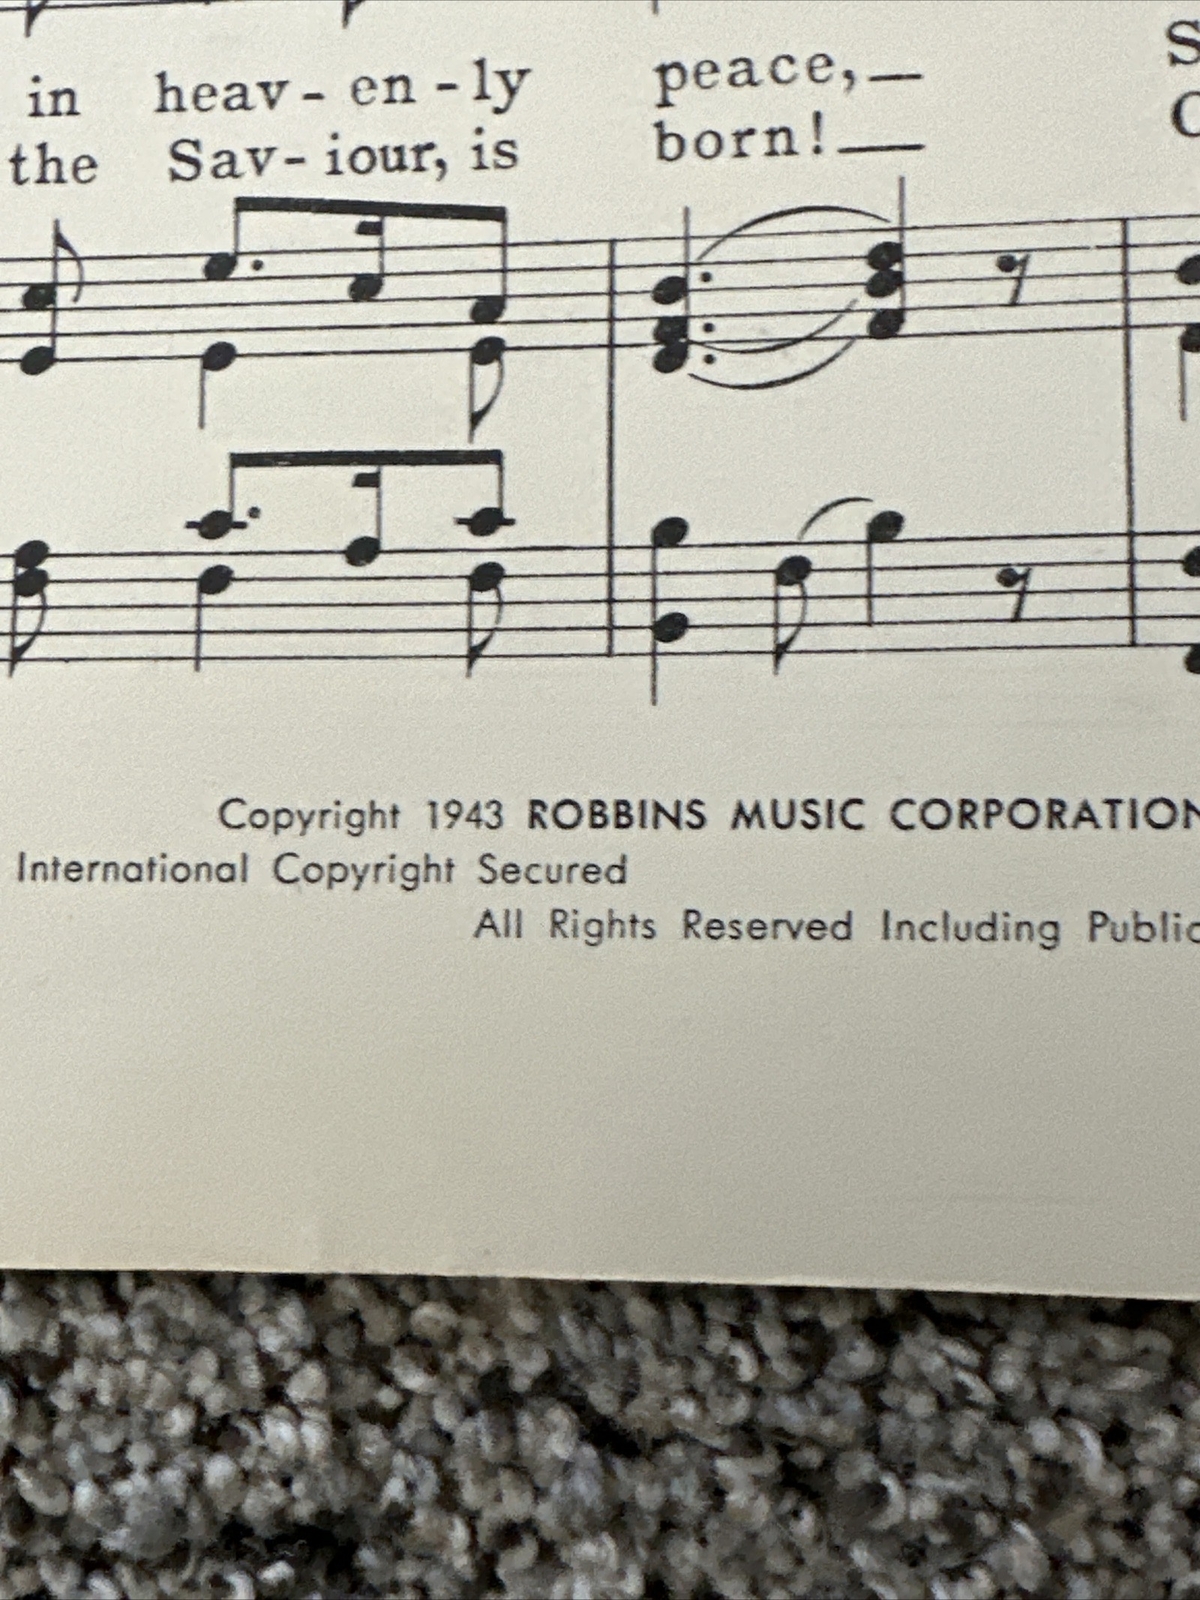 in heav - en - ly peace,
the Sav - iour, is born!
Copyright 1943 ROBBINS MUSIC CORPORATION
International Copyright Secured
All Rights Reserved Including Public